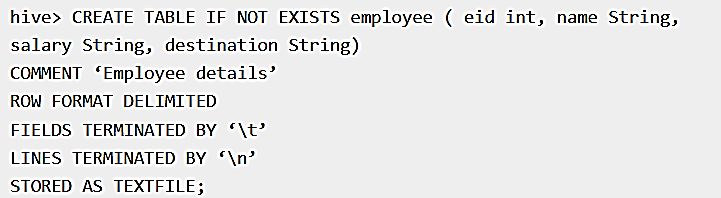 hive> CREATE TABLE IF NOT EXISTS employee ( eid int, name String,
salary String, destination String)
COMMENT ‘Employee details’
ROW FORMAT DELIMITED
FIELDS TERMINATED BY ‘\t’
LINES TERMINATED BY ‘\n’
STORED AS TEXTFILE;